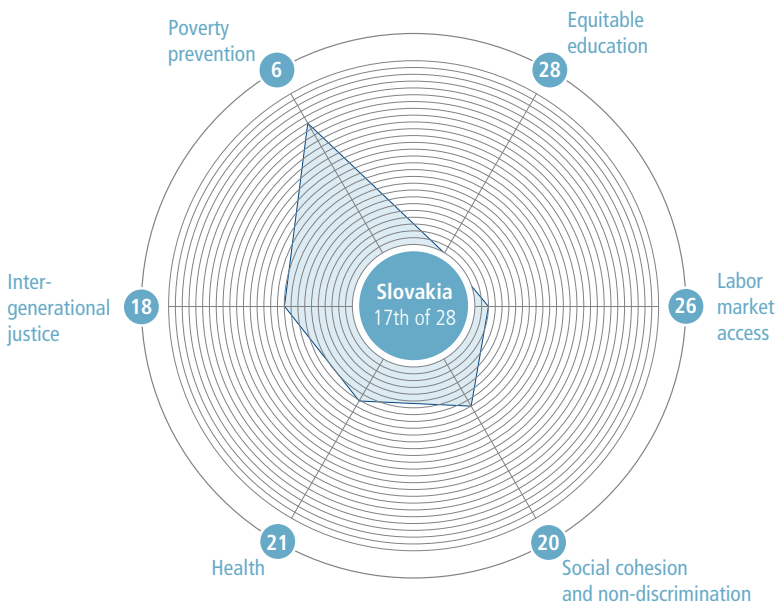 Poverty
prevention
6
Equitable
education
28
Inter-
generational
justice
18
Slovakia
17th of 28
26
Labor
market
access
21
Health
20
Social cohesion
and non-discrimination